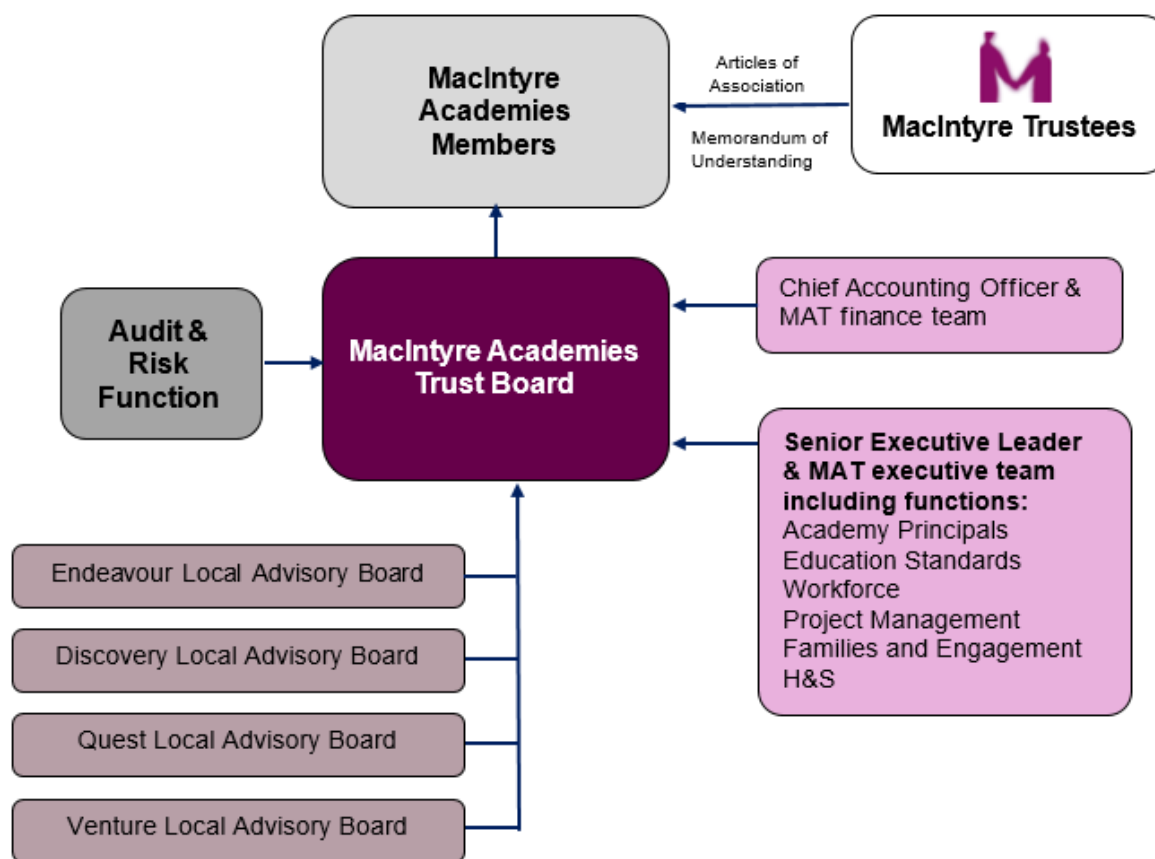 MacIntyre
Academies
Members
Articles of
Association
Memorandum of
Understanding
MacIntyre Trustees
Audit &
Risk
Function
MacIntyre Academies
Trust Board
Chief Accounting Officer &
MAT finance team
Senior Executive Leader
& MAT executive team
including functions:
Academy Principals
Education Standards
Workforce
Project Management
Families and Engagement
H&S
Endeavour Local Advisory Board
Discovery Local Advisory Board
Quest Local Advisory Board
Venture Local Advisory Board